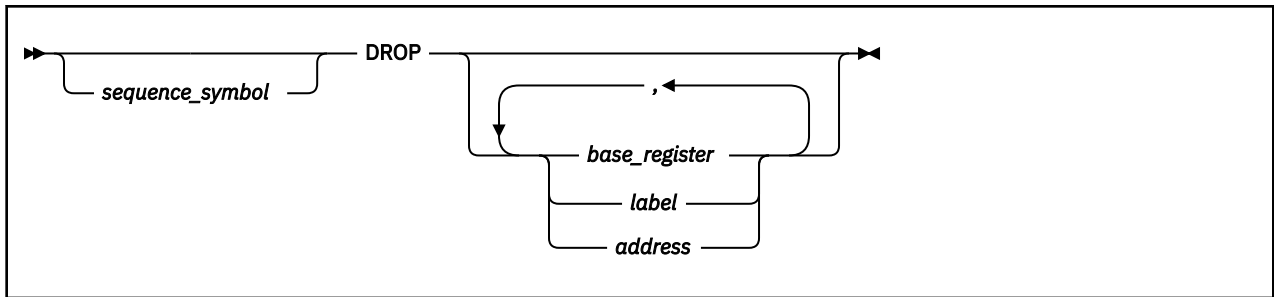 DROP
sequence_symbol
,
base_register
label
address